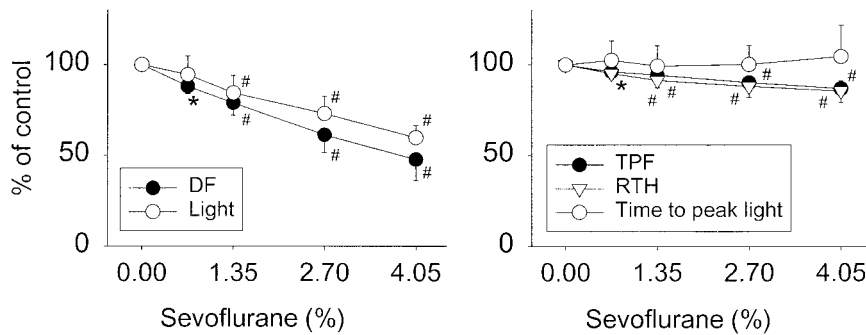 % of control
100
50
0
DF
Light
*
#
#
#
#
#
#
0.00 1.35 2.70 4.05
Sevoflurane (%)
100
0
TPF
RTH
Time to peak light
*
#
#
#
#
#
#
0.00 1.35 2.70 4.05
Sevoflurane (%)